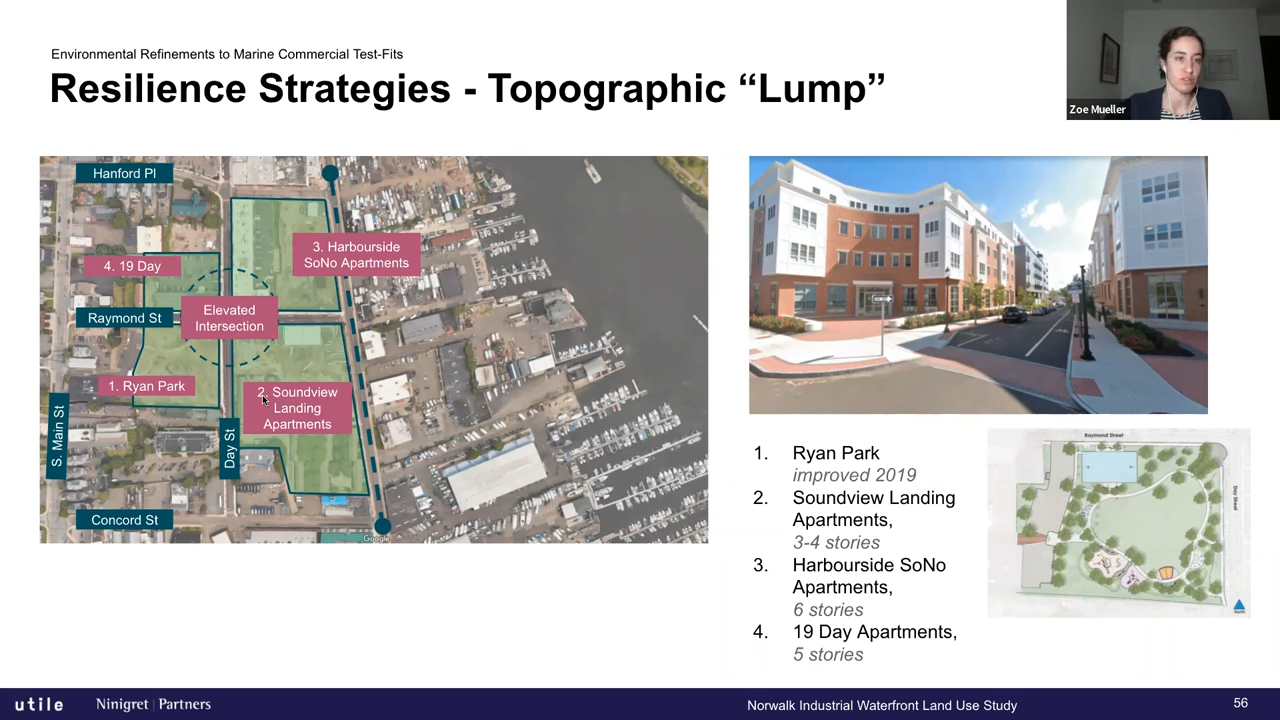 Environmental Refinements to Marine Commercial Test-Fits
Resilience Strategies - Topographic “Lump”
Zoe Mueller
Hanford Pl
4. 19 Day
3. Harbourside
SoNo Apartments
Raymond St
Elevated
Intersection
1. Ryan Park
2. Soundview
Landing
Apartments
S. Main St
Day St
Concord St
Google
1. Ryan Park
improved 2019
2. Soundview Landing
Apartments,
3-4 stories
3. Harbourside SoNo
Apartments,
6 stories
4. 19 Day Apartments,
5 stories
Raymond Street
Day Street
utile
Ninigret | Partners
Norwalk Industrial Waterfront Land Use Study
56